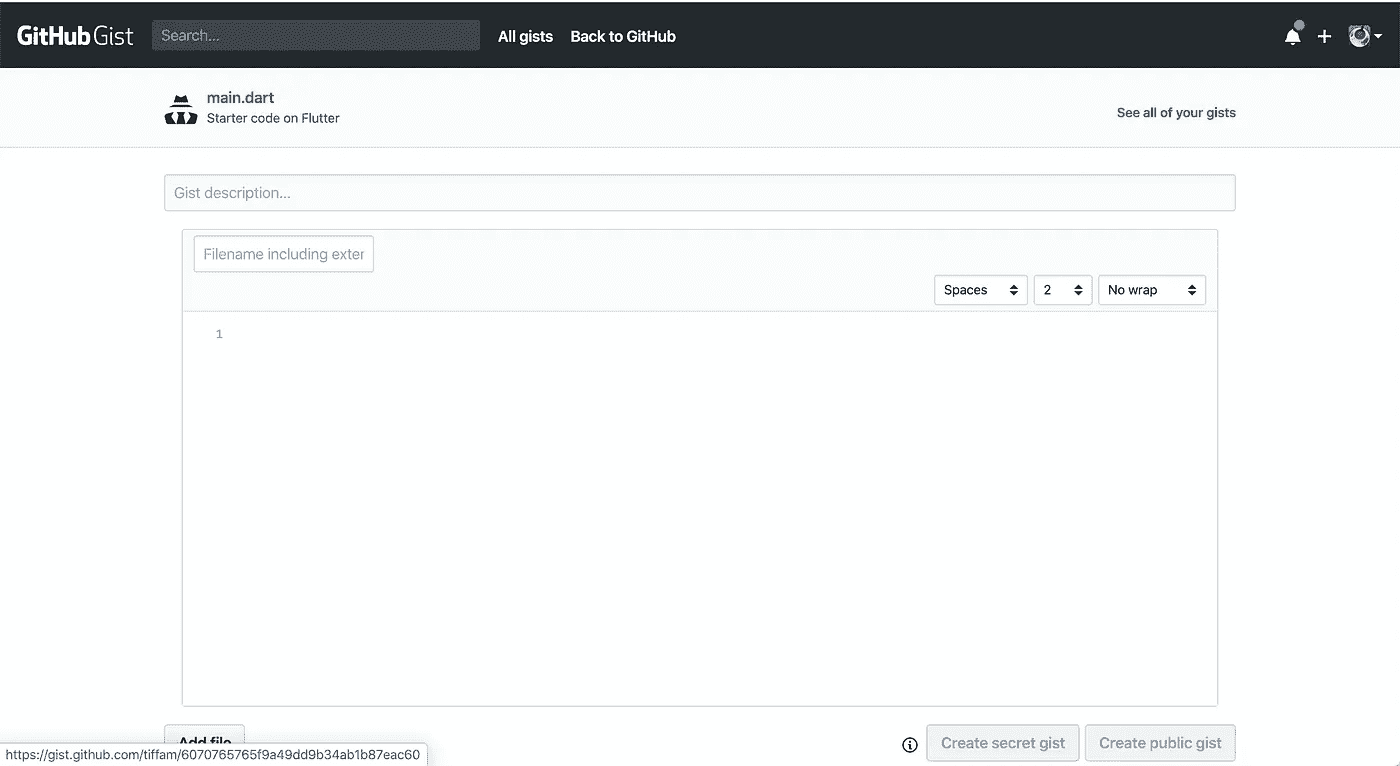 GitHub Gist Search... All gists Back to GitHub
main.dart
Starter code on Flutter
See all of your gists
Gist description...
Filename including exter
Spaces 2 No wrap
1
Add file
Create secret gist Create public gist
https://gist.github.com/tiffam/6070765765f9a49dd9b34ab1b87eac60